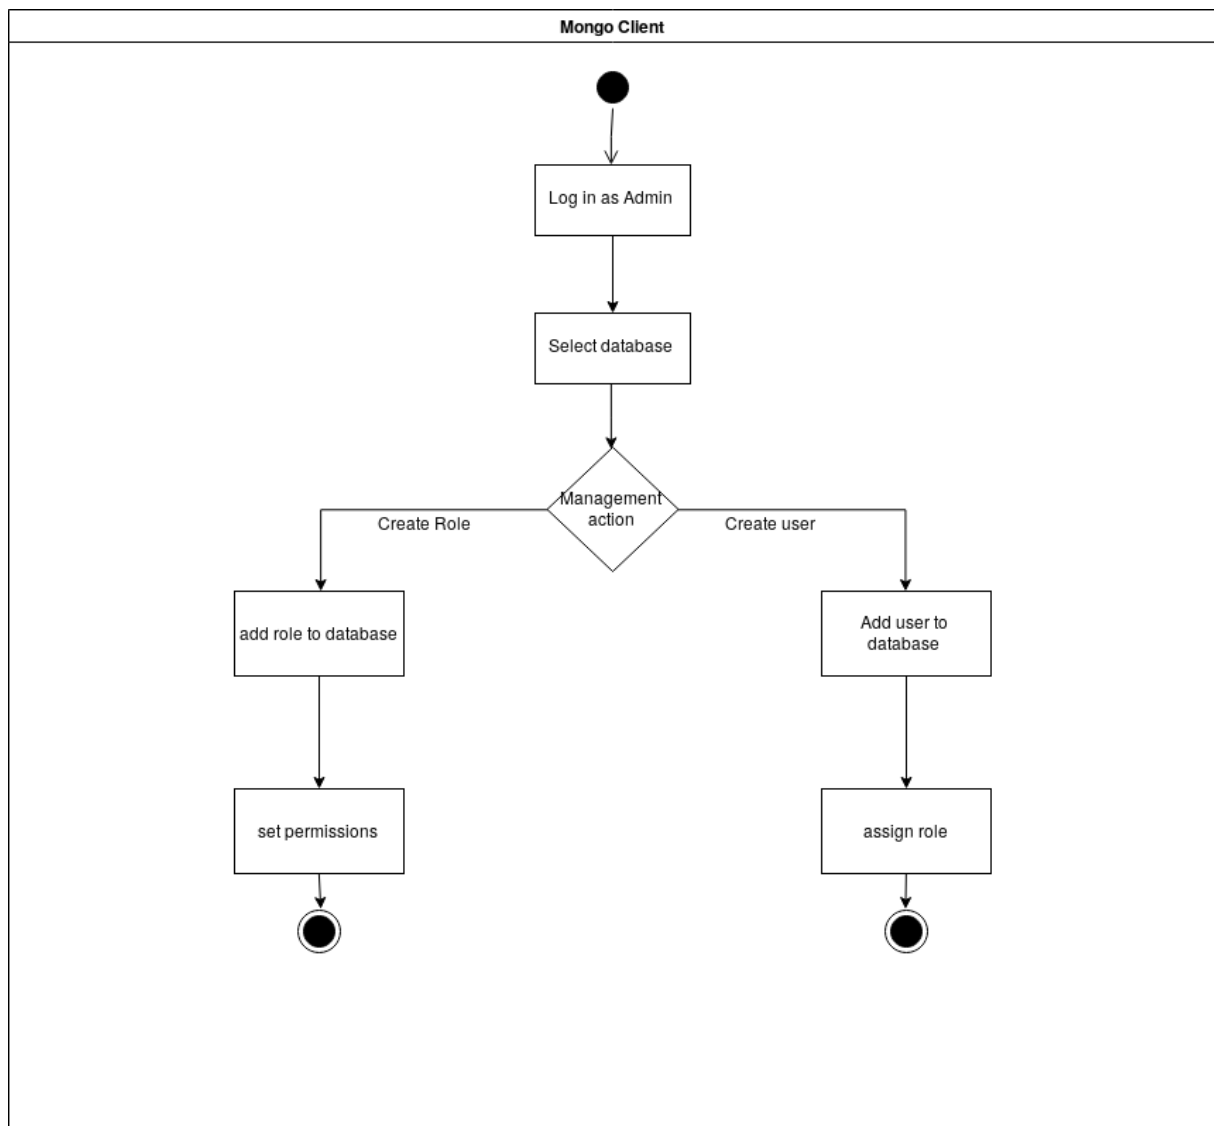 Mongo Client
Log in as Admin
Select database
Management
action
Create Role
Create user
add role to database
Add user to
database
set permissions
assign role